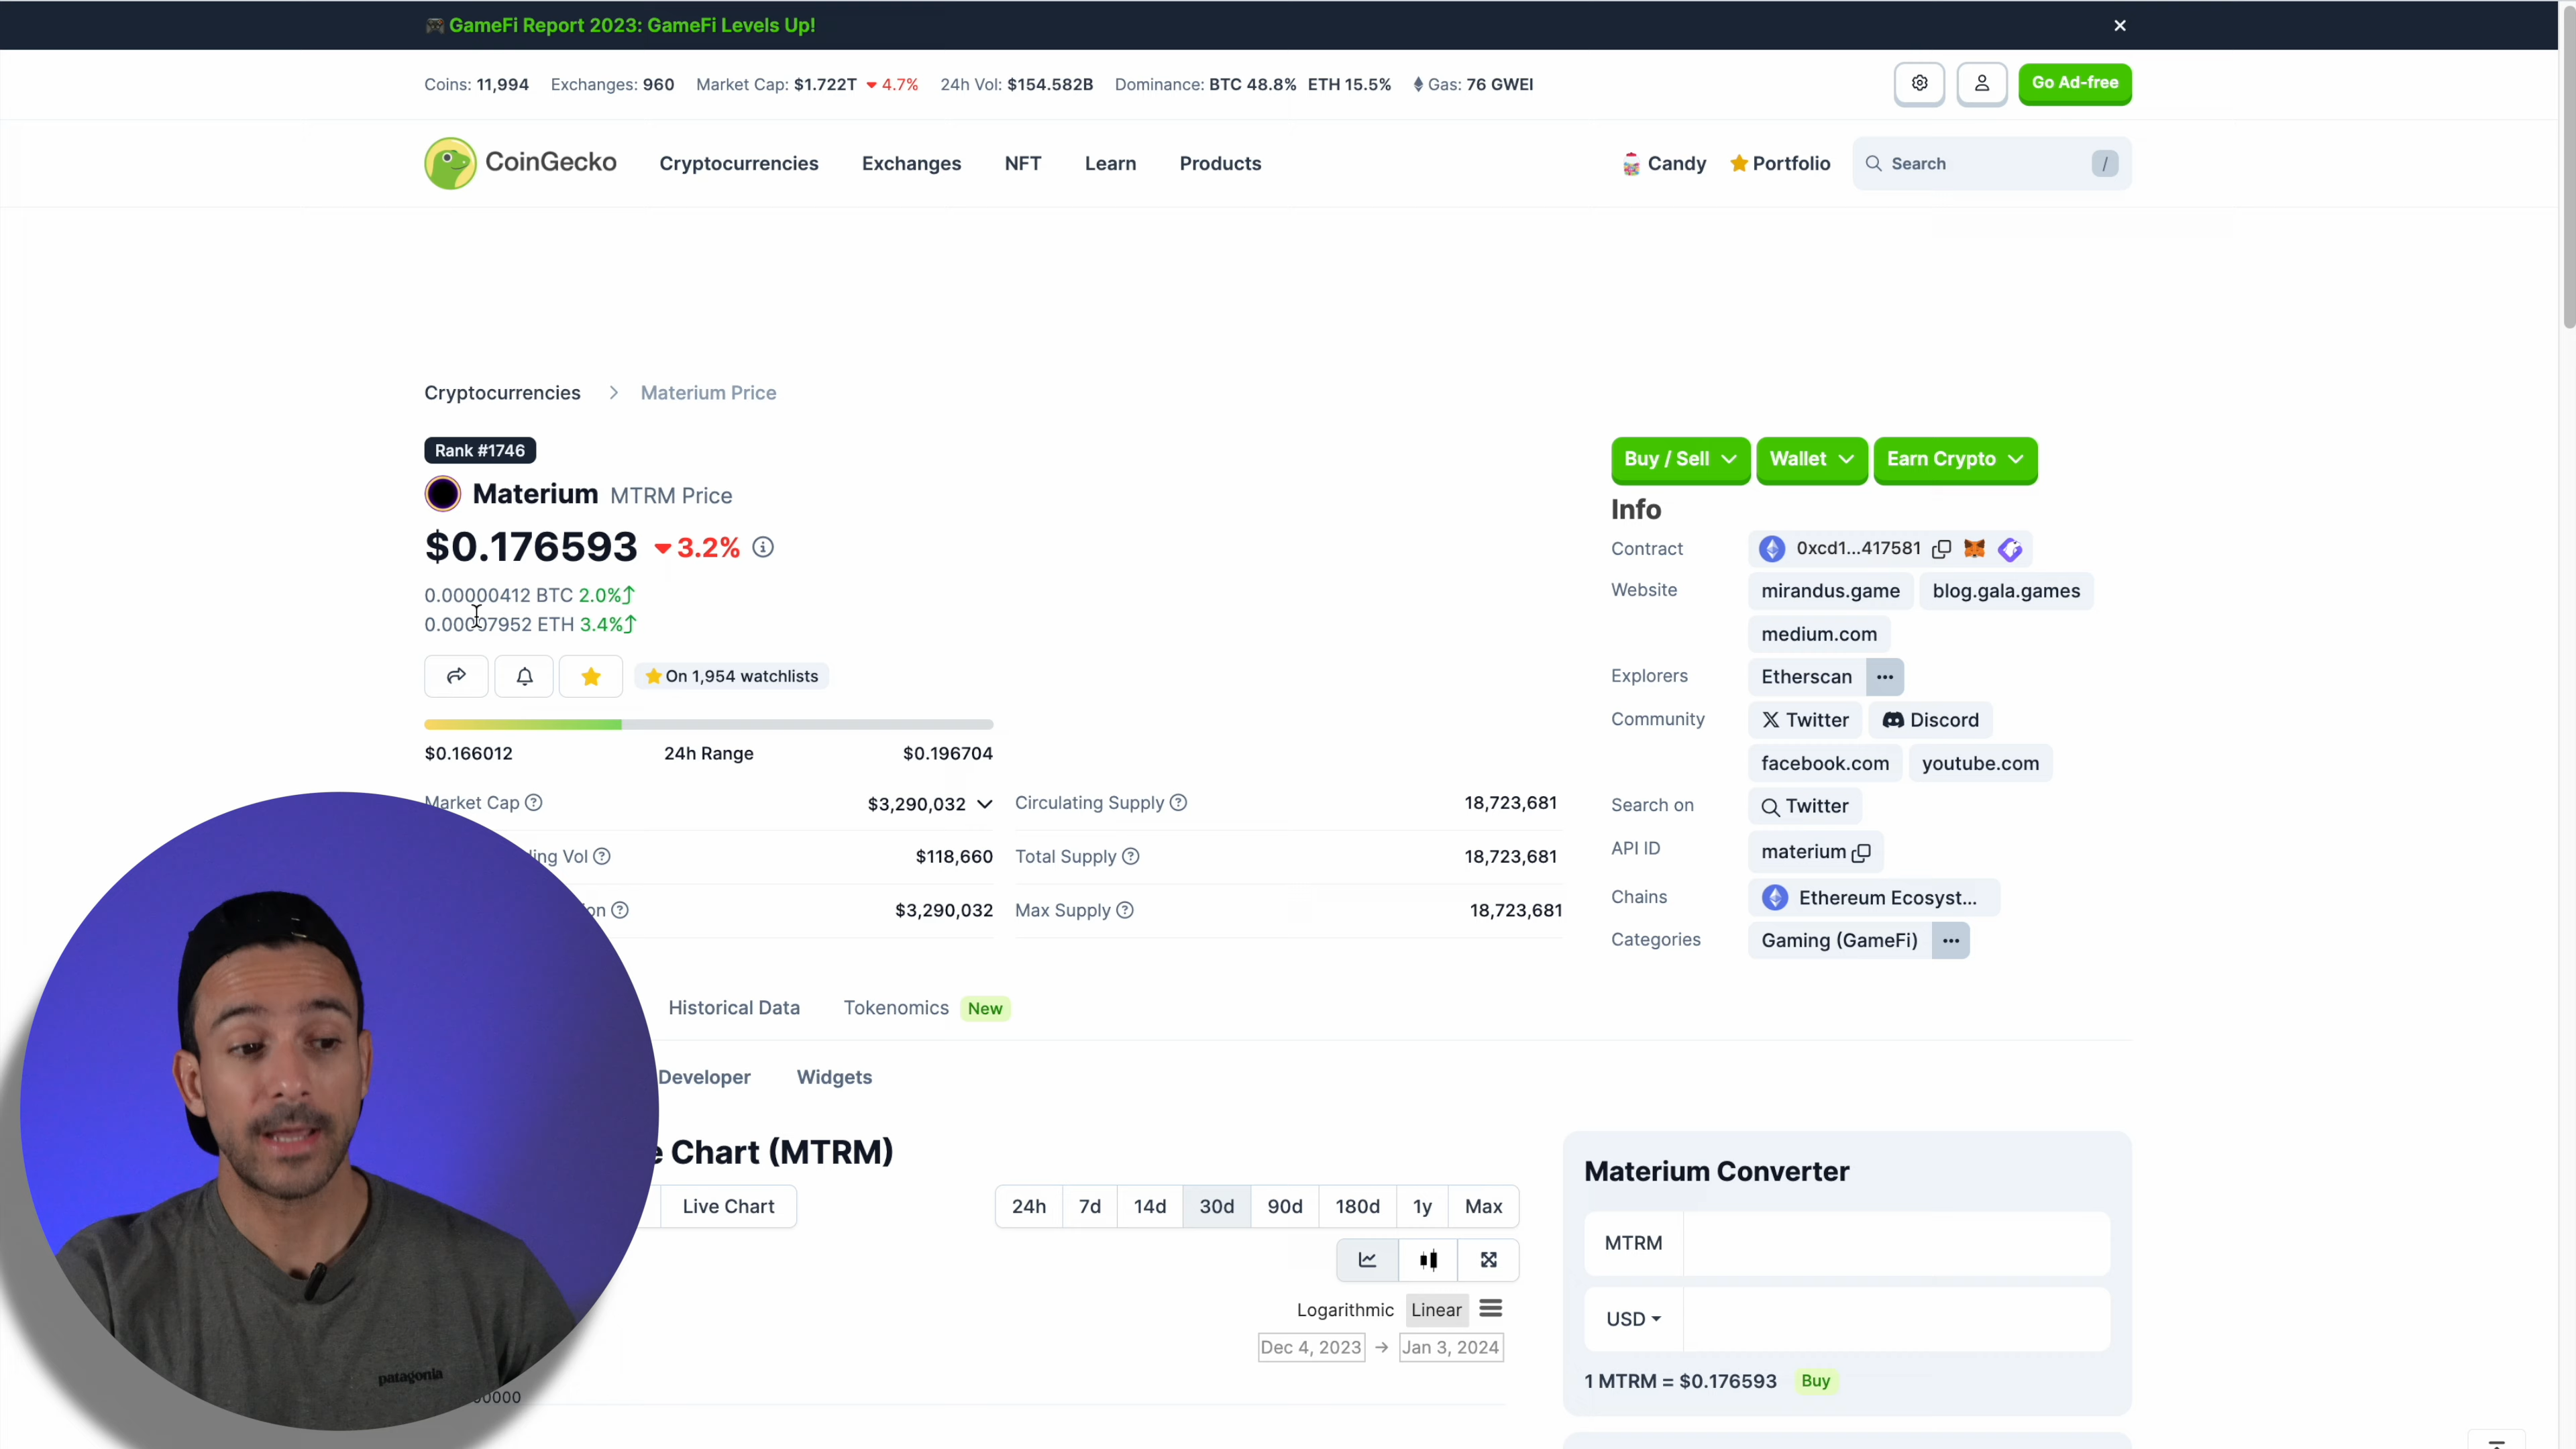 GameFi Report 2023: GameFi Levels Up!
Coins: 11,994 Exchanges: 960 Market Cap: $1.722T 4.7% 24h Vol: $154.582B Dominance: BTC 48.8% ETH 15.5% Gas: 76 GWEI
Go Ad-free
CoinGecko Cryptocurrencies Exchanges NFT Learn Products Candy Portfolio Search /
Cryptocurrencies > Materium Price
Rank #1746
Materium MTRM Price
$0.176593 3.2%
0.00000412 BTC 2.0%
0.00007952 ETH 3.4%
On 1,954 watchlists
$0.166012 24h Range $0.196704
Market Cap $3,290,032
ing Vol $118,660
on $3,290,032
Circulating Supply 18,723,681
Total Supply 18,723,681
Max Supply 18,723,681
Buy / Sell Wallet Earn Crypto
Info
Contract 0xcd1...417581
Website mirandus.game blog.gala.games
medium.com
Explorers Etherscan ...
Community Twitter Discord
facebook.com youtube.com
Search on Twitter
API ID materium
Chains Ethereum Ecosyst...
Categories Gaming (GameFi) ...
Historical Data Tokenomics New
Developer Widgets
e Chart (MTRM)
Live Chart 24h 7d 14d 30d 90d 180d 1y Max
Logarithmic Linear
Dec 4, 2023 → Jan 3, 2024
Materium Converter
MTRM
USD
1 MTRM = $0.176593 Buy
patagonia